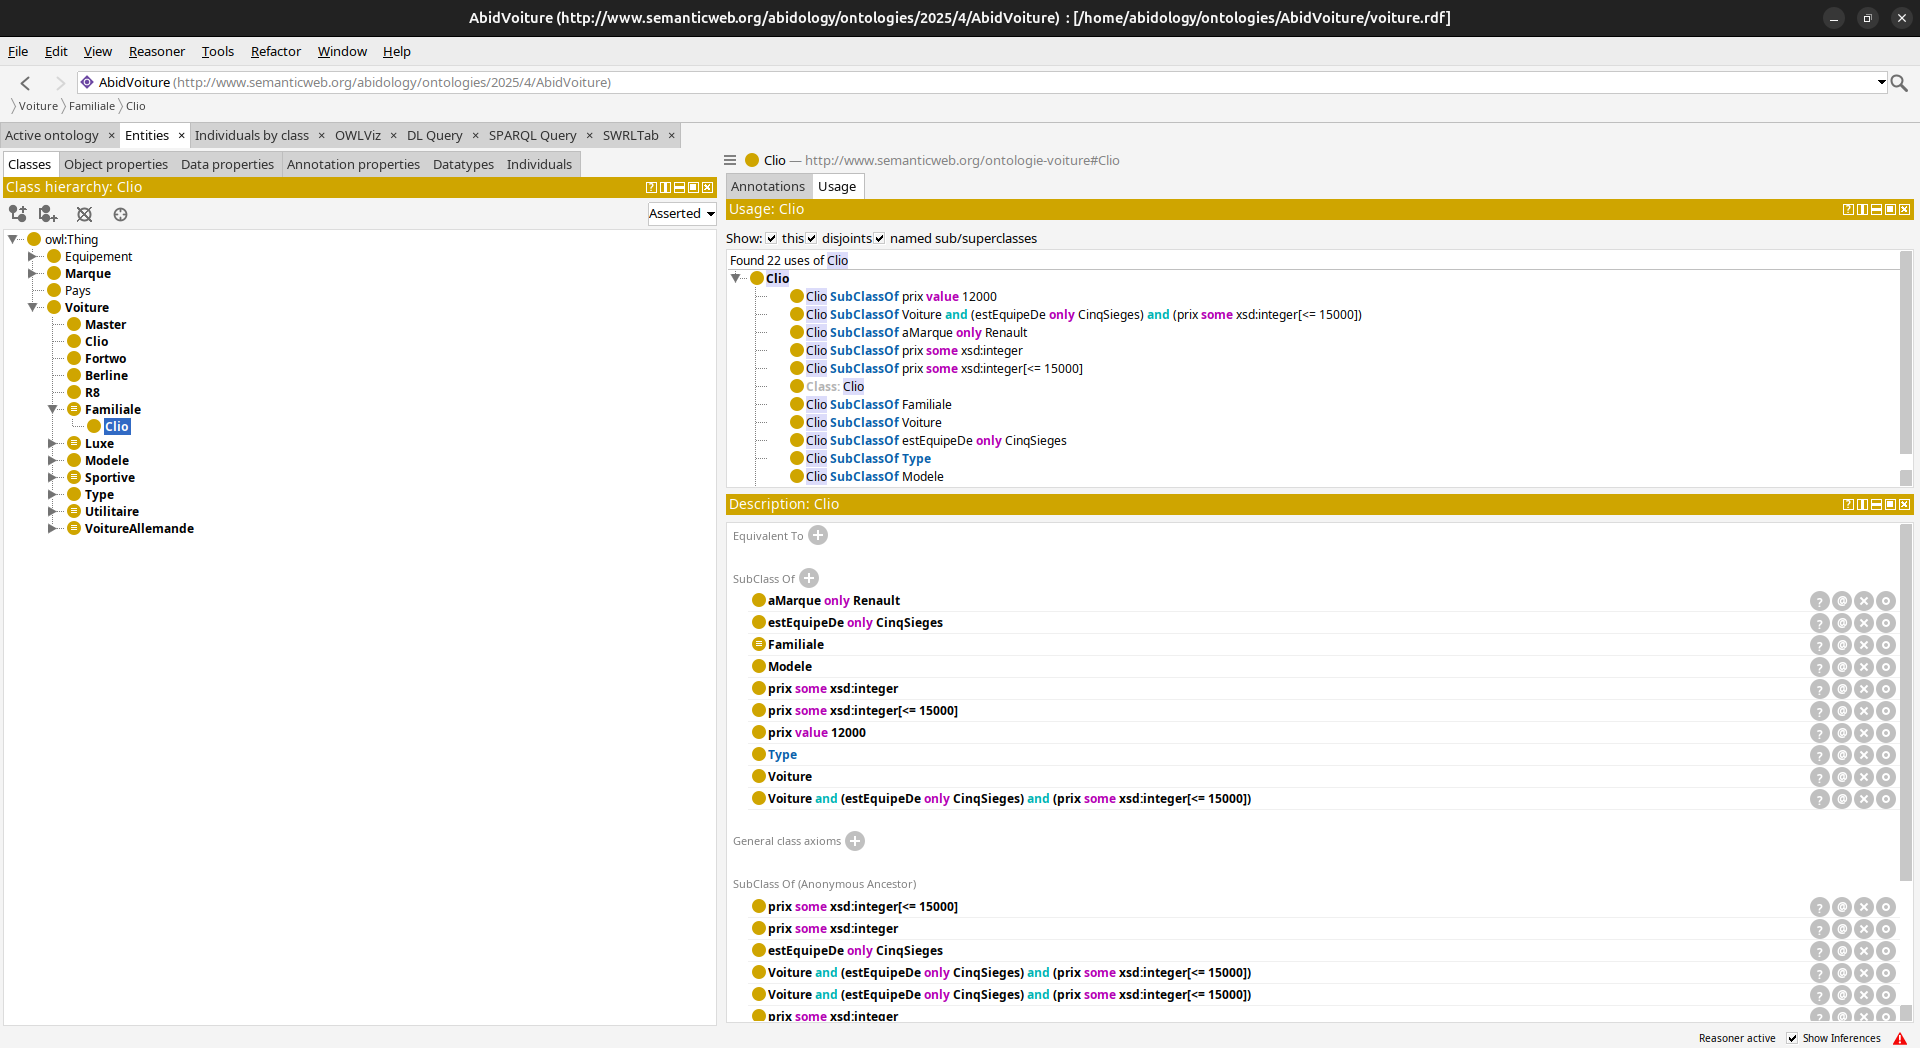 AbidVoiture (http://www.semanticweb.org/abidology/ontologies/2025/4/AbidVoiture) : [/home/abidology/ontologies/AbidVoiture/voiture.rdf]
File Edit View Reasoner Tools Refactor Window Help
AbidVoiture (http://www.semanticweb.org/abidology/ontologies/2025/4/AbidVoiture)
Voiture Familiale Clio
Active ontology × Entities × Individuals by class × OWLViz × DL Query × SPARQL Query × SWRLTab ×
Classes Object properties Data properties Annotation properties Datatypes Individuals
Class hierarchy: Clio
Asserted
owl:Thing
Equipement
Marque
Pays
Voiture
Master
Clio
Fortwo
Berline
R8
Familiale
Clio
Luxe
Modele
Sportive
Type
Utilitaire
VoitureAllemande
Clio — http://www.semanticweb.org/ontologie-voiture#Clio
Annotations Usage
Usage: Clio
Show: this disjoints named sub/superclasses
Found 22 uses of Clio
Clio
Clio SubClassOf prix value 12000
Clio SubClassOf Voiture and (estEquipeDe only CinqSieges) and (prix some xsd:integer[<= 15000])
Clio SubClassOf aMarque only Renault
Clio SubClassOf prix some xsd:integer
Clio SubClassOf prix some xsd:integer[<= 15000]
Class: Clio
Clio SubClassOf Familiale
Clio SubClassOf Voiture
Clio SubClassOf estEquipeDe only CinqSieges
Clio SubClassOf Type
Clio SubClassOf Modele
Description: Clio
Equivalent To
SubClass Of
aMarque only Renault
estEquipeDe only CinqSieges
Familiale
Modele
prix some xsd:integer
prix some xsd:integer[<= 15000]
prix value 12000
Type
Voiture
Voiture and (estEquipeDe only CinqSieges) and (prix some xsd:integer[<= 15000])
General class axioms
SubClass Of (Anonymous Ancestor)
prix some xsd:integer[<= 15000]
prix some xsd:integer
estEquipeDe only CinqSieges
Voiture and (estEquipeDe only CinqSieges) and (prix some xsd:integer[<= 15000])
Voiture and (estEquipeDe only CinqSieges) and (prix some xsd:integer[<= 15000])
prix some xsd:integer
Reasoner active Show Inferences